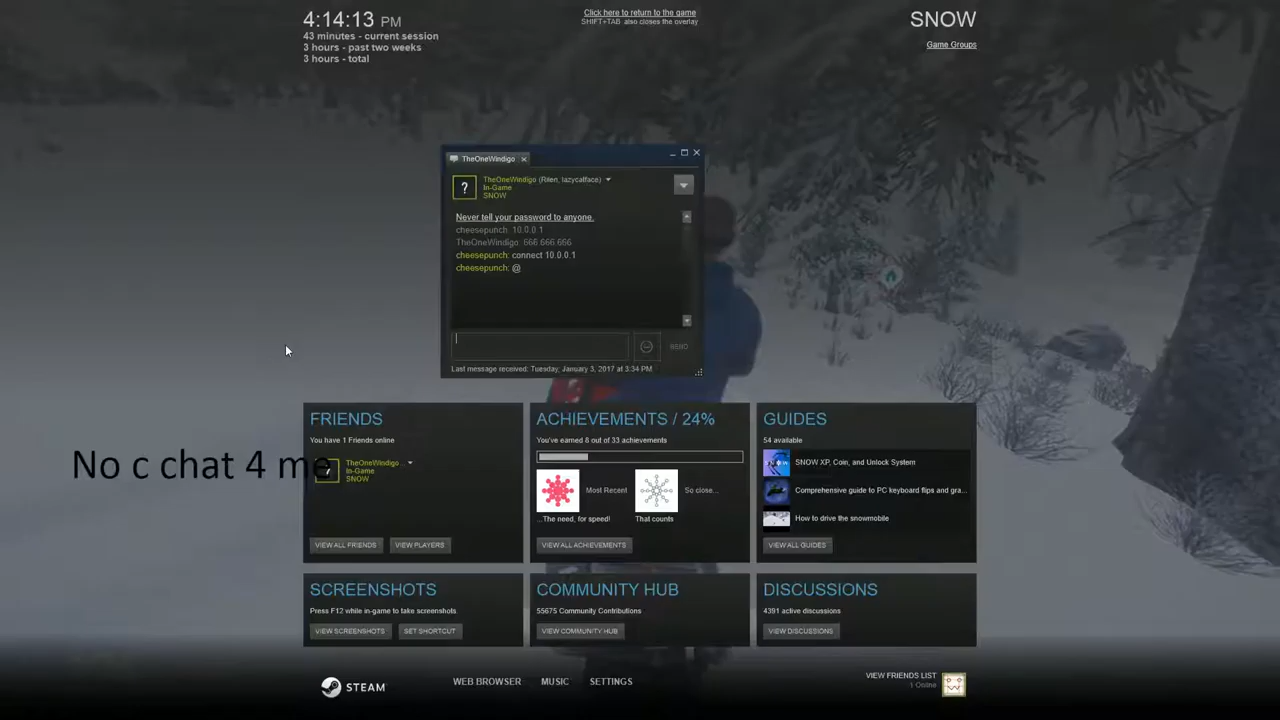 4:14:13 PM
43 minutes - current session
3 hours - past two weeks
3 hours - total
Click here to return to the game
SHIFT+TAB also closes the overlay
SNOW
Game Groups
TheOneWindigo
TheOneWindigo (Rilen, lazycatface)
In-Game
SNOW
Never tell your password to anyone.
cheesepunch: 10.0.0.1
TheOneWindigo: 666.666.666
cheesepunch: connect 10.0.0.1
cheesepunch: @
SEND
Last message received: Tuesday, January 3, 2017 at 3:34 PM
No c chat 4 me
FRIENDS
You have 1 Friends online
TheOneWindigo...
In-Game
SNOW
VIEW ALL FRIENDS
VIEW PLAYERS
ACHIEVEMENTS / 24%
You've earned 8 out of 33 achievements
Most Recent
So close...
...The need, for speed!
That counts
VIEW ALL ACHIEVEMENTS
GUIDES
54 available
SNOW XP, Coin, and Unlock System
Comprehensive guide to PC keyboard flips and gra...
How to drive the snowmobile
VIEW ALL GUIDES
SCREENSHOTS
Press F12 while in-game to take screenshots
VIEW SCREENSHOTS
SET SHORTCUT
COMMUNITY HUB
55675 Community Contributions
VIEW COMMUNITY HUB
DISCUSSIONS
4391 active discussions
VIEW DISCUSSIONS
STEAM
WEB BROWSER
MUSIC
SETTINGS
VIEW FRIENDS LIST
1 Online